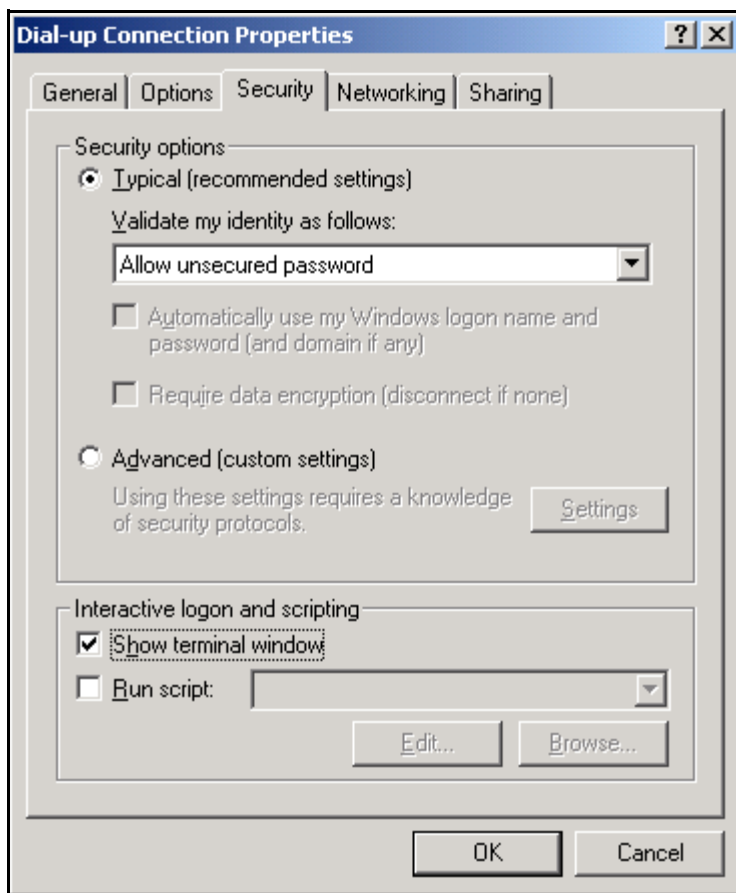 Dial-up Connection Properties
General Options Security Networking Sharing
Security options
Typical (recommended settings)
Validate my identity as follows:
Allow unsecured password
Automatically use my Windows logon name and
password (and domain if any)
Require data encryption (disconnect if none)
Advanced (custom settings)
Using these settings requires a knowledge
of security protocols.
Settings
Interactive logon and scripting
Show terminal window
Run script:
Edit... Browse...
OK Cancel